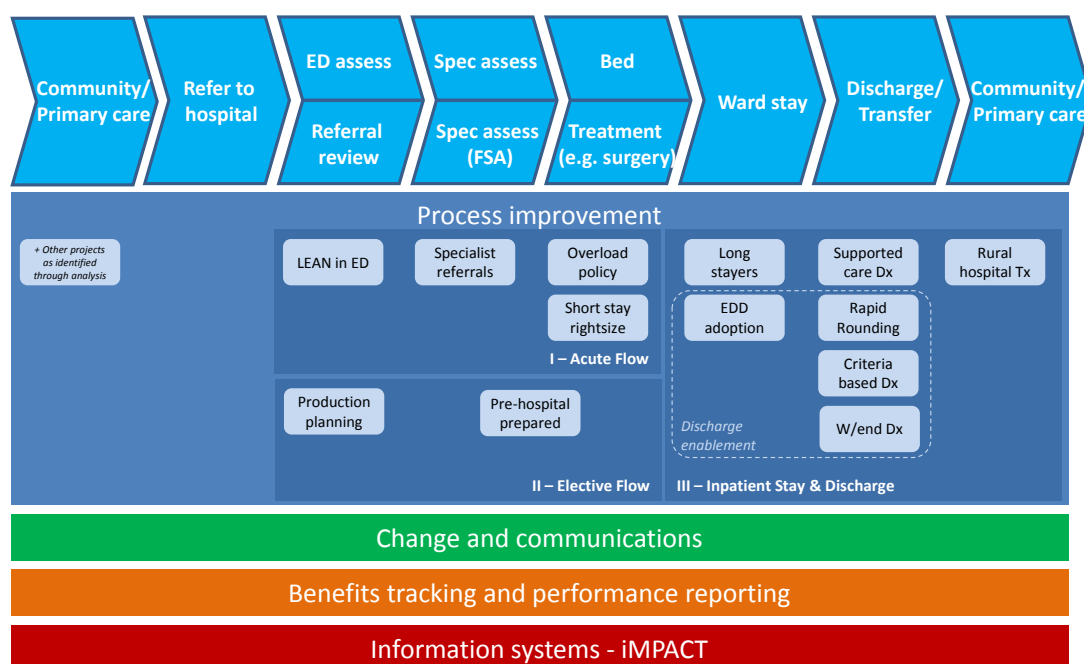 Community/
Primary care
Refer to
hospital
ED assess
Referral
review
Spec assess
Spec assess
(FSA)
Bed
Treatment
(e.g. surgery)
Ward stay
Discharge/
Transfer
Community/
Primary care
Process improvement
+ Other projects
as identified
through analysis
LEAN in ED
Specialist
referrals
Overload
policy
Short stay
rightsize
I – Acute Flow
Production
planning
Pre-hospital
prepared
II – Elective Flow
Long
stayers
Supported
care Dx
Rural
hospital Tx
EDD
adoption
Rapid
Rounding
Criteria
based Dx
W/end Dx
Discharge
enablement
III – Inpatient Stay & Discharge
Change and communications
Benefits tracking and performance reporting
Information systems - iMPACT